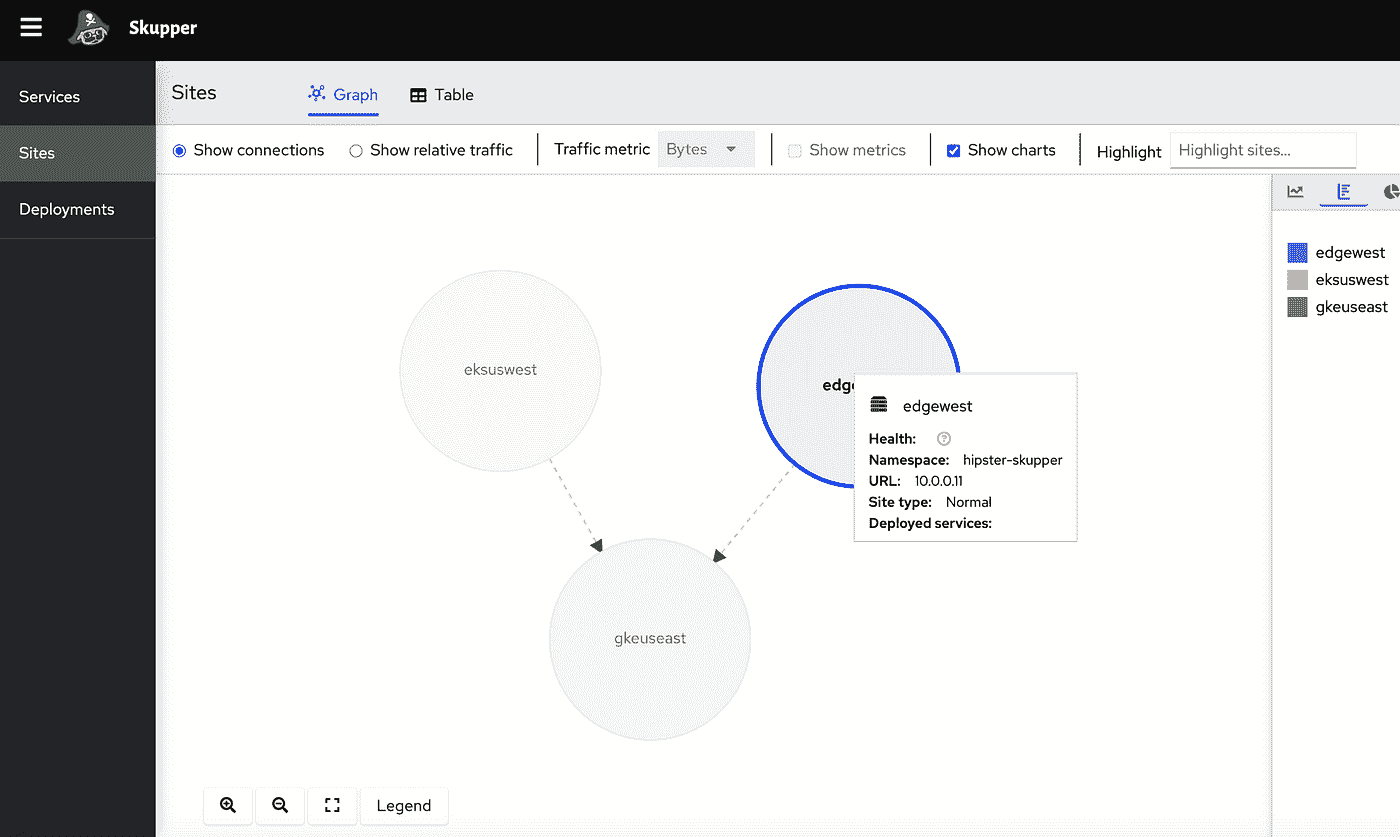 Skupper
Services
Sites
Deployments
Sites Graph Table
Show connections Show relative traffic Traffic metric Bytes Show metrics Show charts Highlight Highlight sites...
edgewest
eksuswest
gkeuseast
eksuswest
edgewest
Health: ?
Namespace: hipster-skupper
URL: 10.0.0.11
Site type: Normal
Deployed services:
gkeuseast
Legend